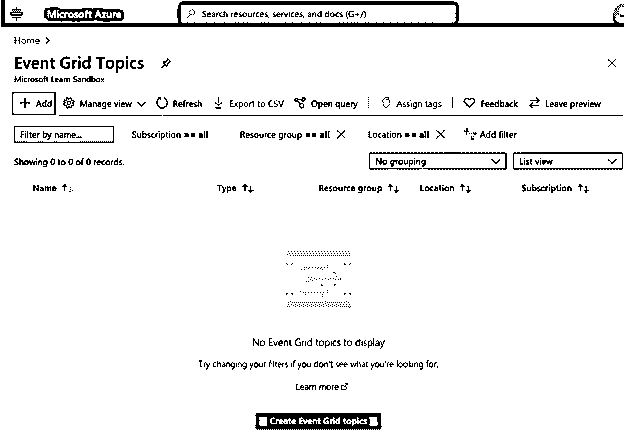 Microsoft Azure
Search resources, services, and docs (G+/)
Home >
Event Grid Topics
Microsoft Learn Sandbox
+ Add
Manage view
Refresh
Export to CSV
Open query
Assign tags
Feedback
Leave preview
Filter by name...
Subscription == all
Resource group == all
Location == all
Add filter
Showing 0 to 0 of 0 records.
No grouping
List view
Name
Type
Resource group
Location
Subscription
No Event Grid topics to display
Try changing your filters if you don't see what you're looking for.
Learn more
Create Event Grid topics